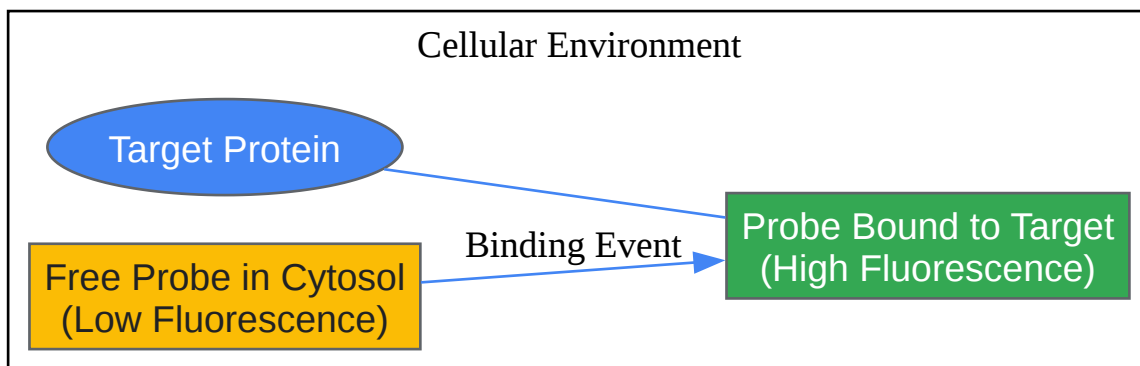 Cellular Environment
Target Protein
Probe Bound to Target
(High Fluorescence)
Binding Event
Free Probe in Cytosol
(Low Fluorescence)